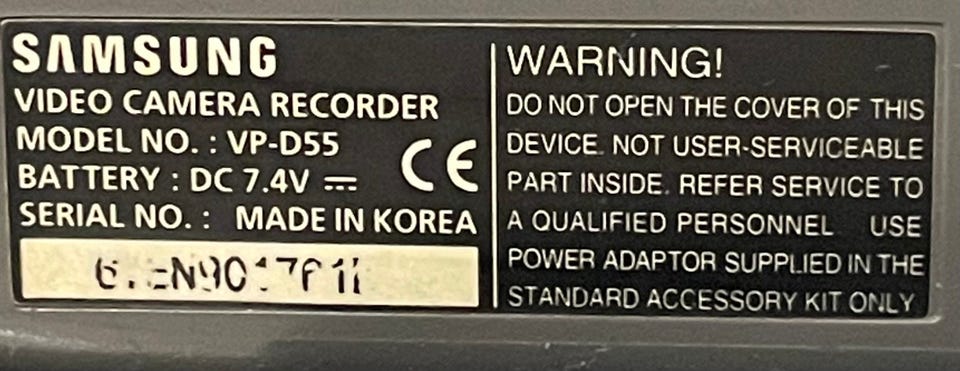 SAMSUNG
VIDEO CAMERA RECORDER
MODEL NO. : VP-D55
BATTERY : DC 7.4V ⎓
CE
SERIAL NO. : MADE IN KOREA
WARNING!
DO NOT OPEN THE COVER OF THIS
DEVICE. NOT USER-SERVICEABLE
PART INSIDE. REFER SERVICE TO
A QUALIFIED PERSONNEL USE
POWER ADAPTOR SUPPLIED IN THE
STANDARD ACCESSORY KIT ONLY